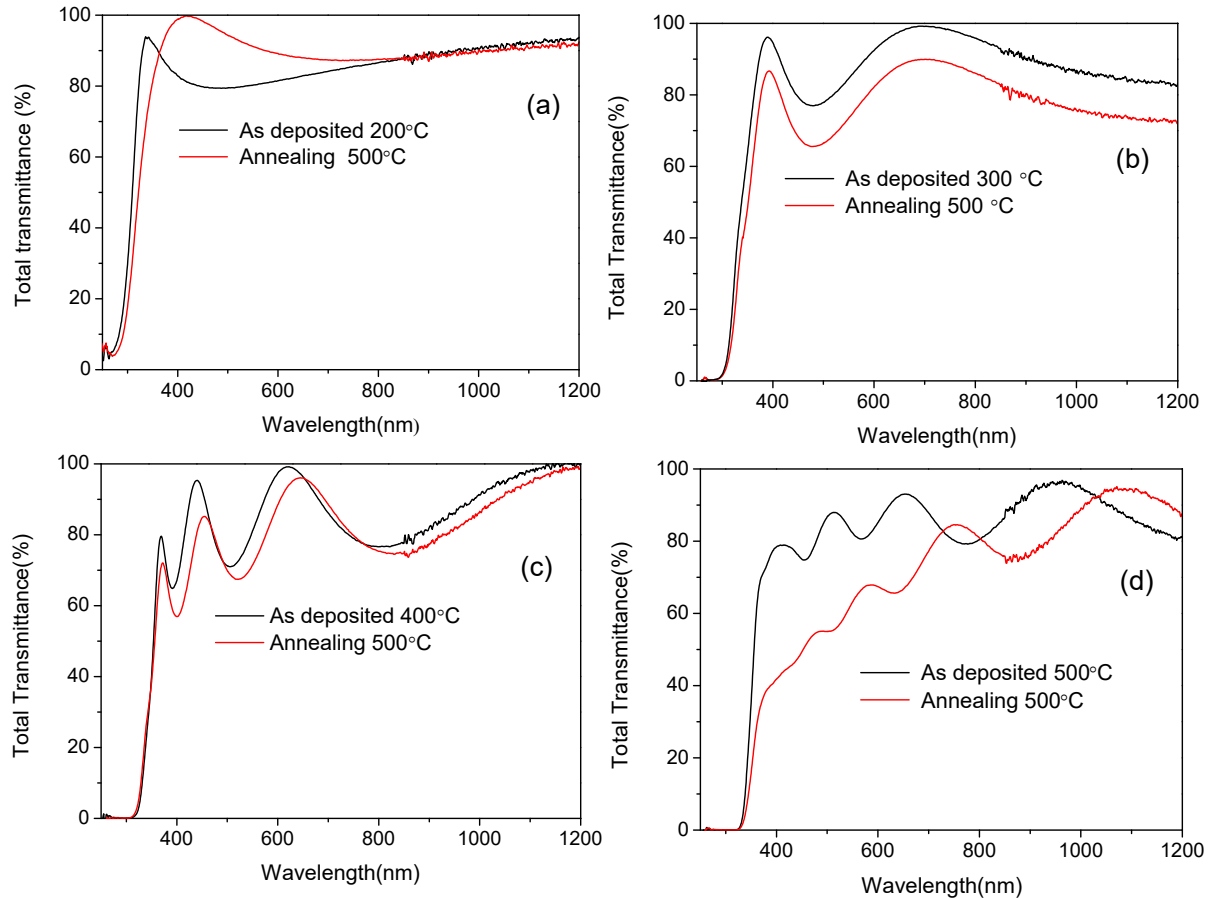 100
80
60
40
20
0
Total transmittance (%)
(a)
As deposited 200°C
Annealing 500°C
400 600 800 1000 1200
Wavelength(nm)
100
80
60
40
20
0
Total Transmittance(%)
(b)
As deposited 300 °C
Annealing 500 °C
400 600 800 1000 1200
Wavelength(nm)
100
80
60
40
20
0
Total Transmittance(%)
(c)
As deposited 400°C
Annealing 500°C
400 600 800 1000 1200
Wavelength(nm)
100
80
60
40
20
0
Total Transmittance(%)
(d)
As deposited 500°C
Annealing 500°C
400 600 800 1000 1200
Wavelength(nm)